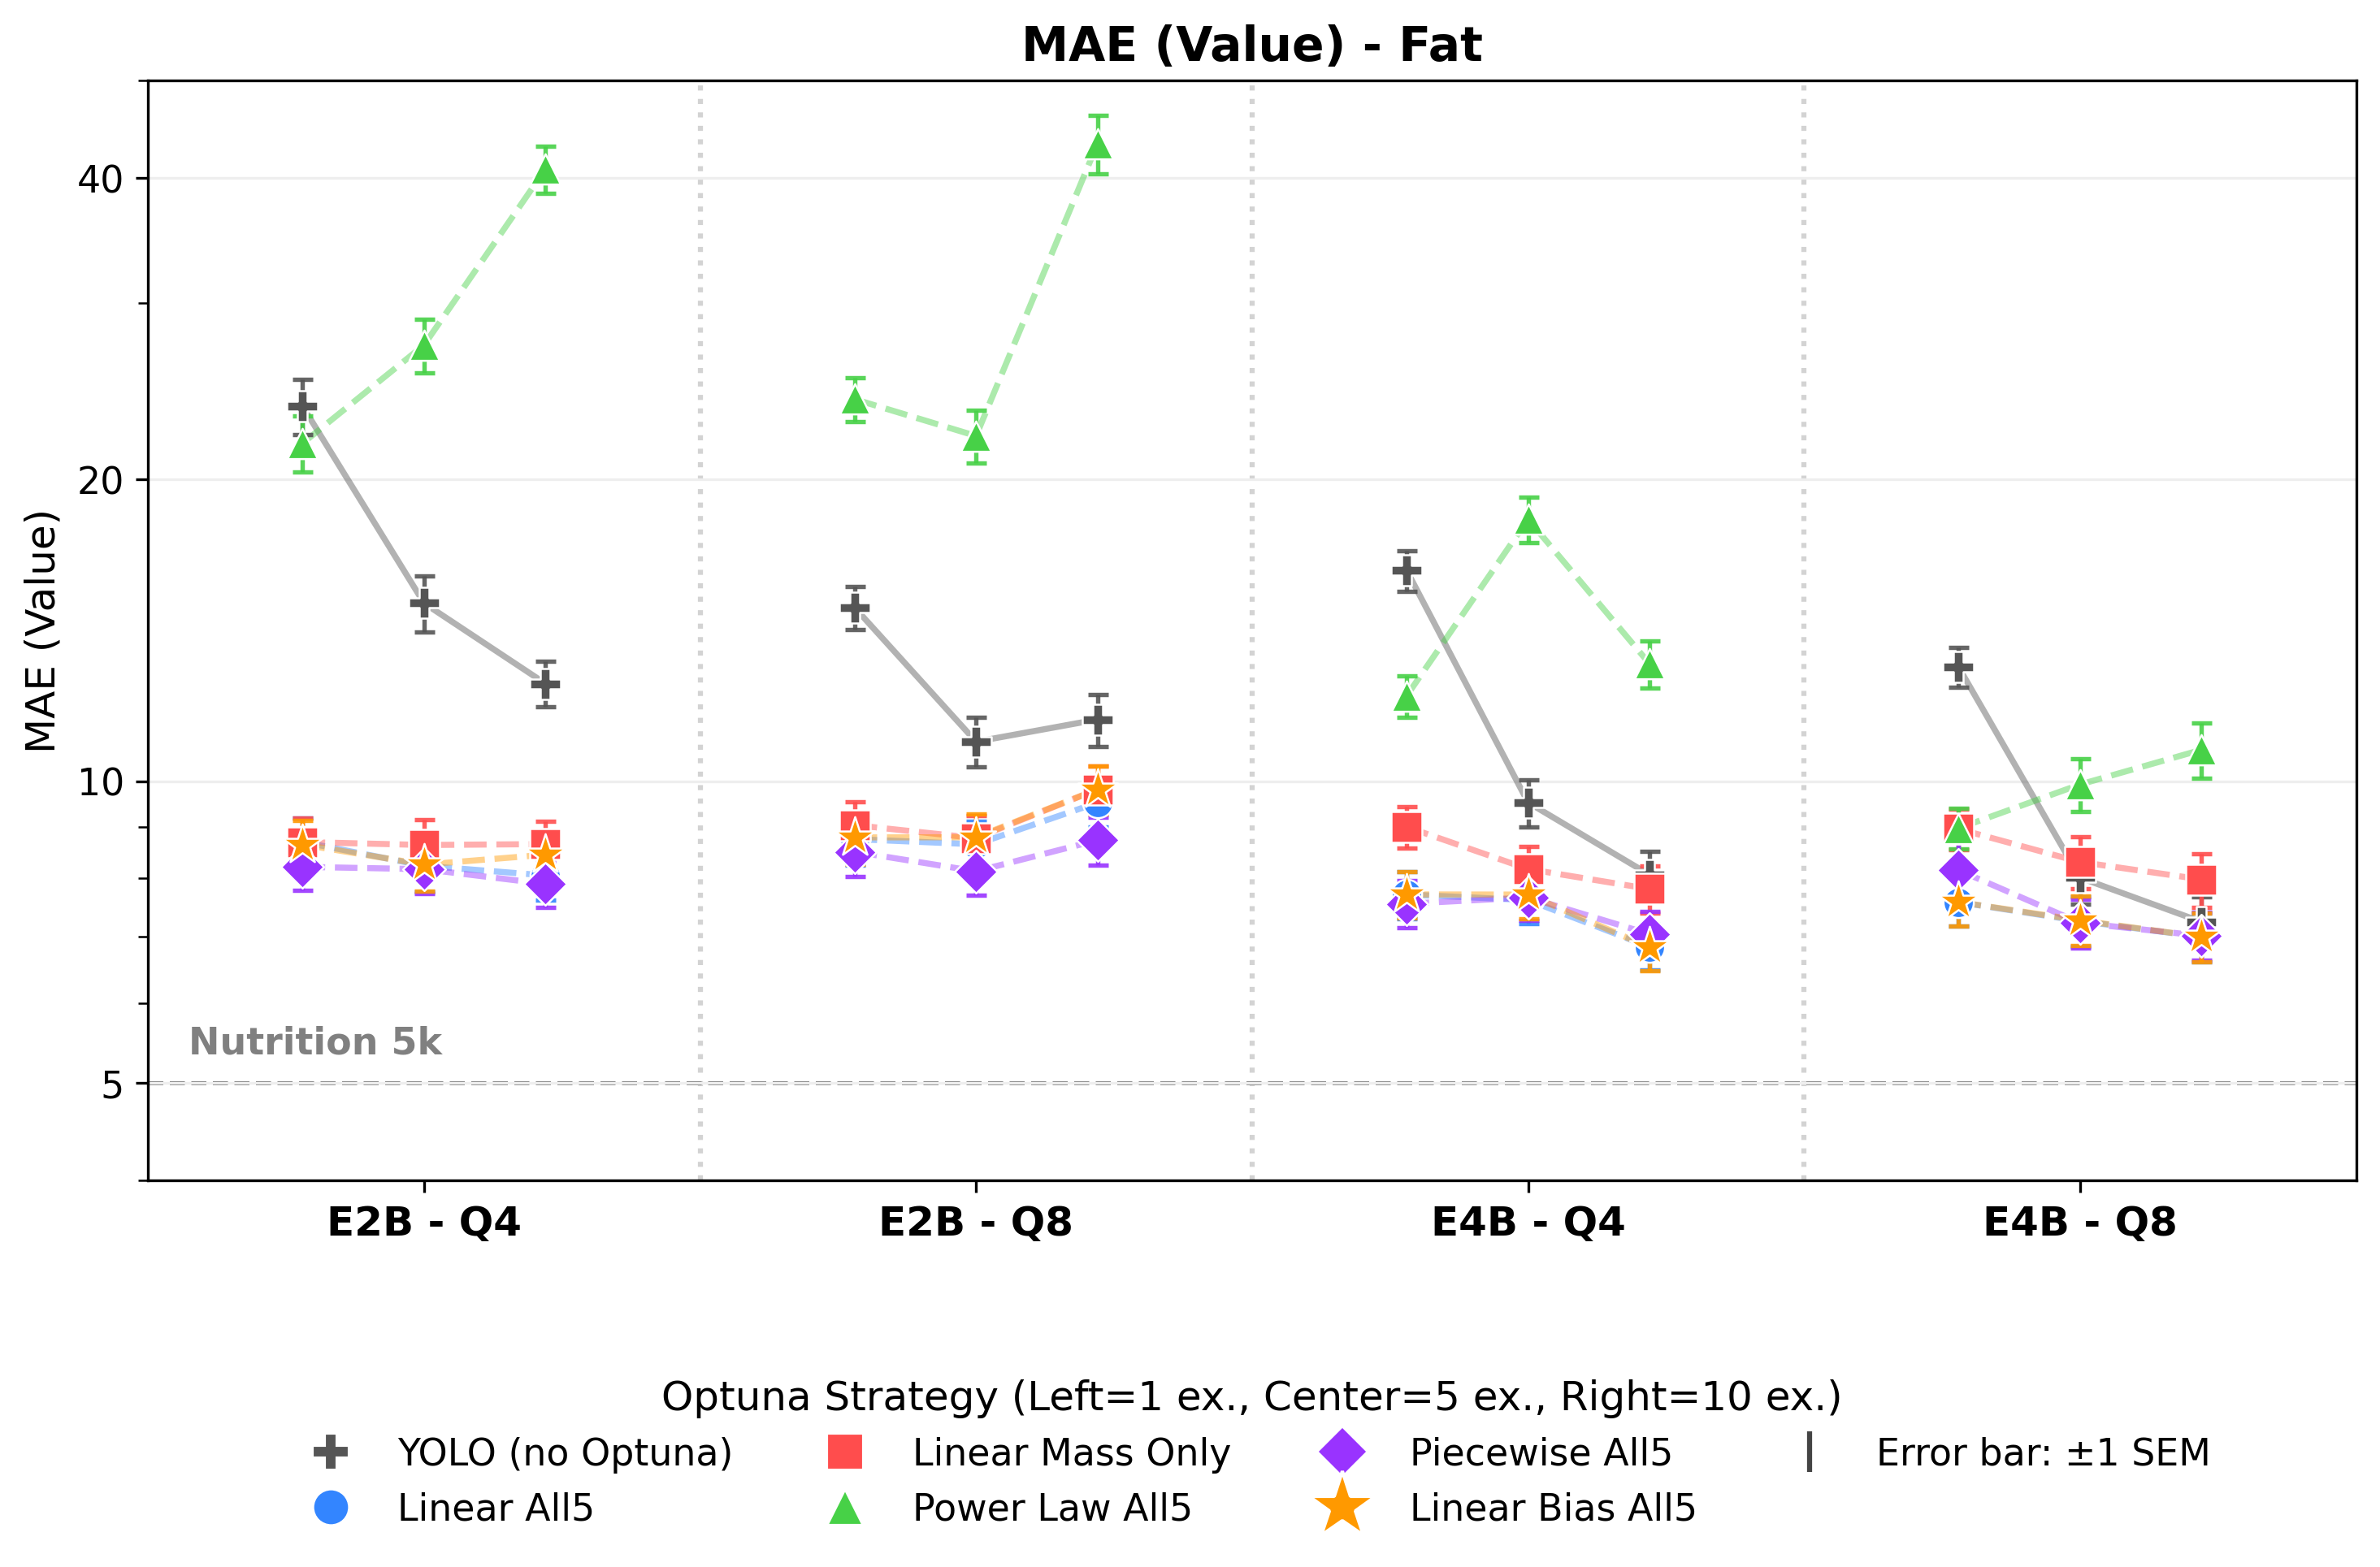 MAE (Value) - Fat
MAE (Value)
40
20
10
5
Nutrition 5k
E2B - Q4
E2B - Q8
E4B - Q4
E4B - Q8
Optuna Strategy (Left=1 ex., Center=5 ex., Right=10 ex.)
YOLO (no Optuna)
Linear All5
Linear Mass Only
Power Law All5
Piecewise All5
Linear Bias All5
Error bar: ±1 SEM